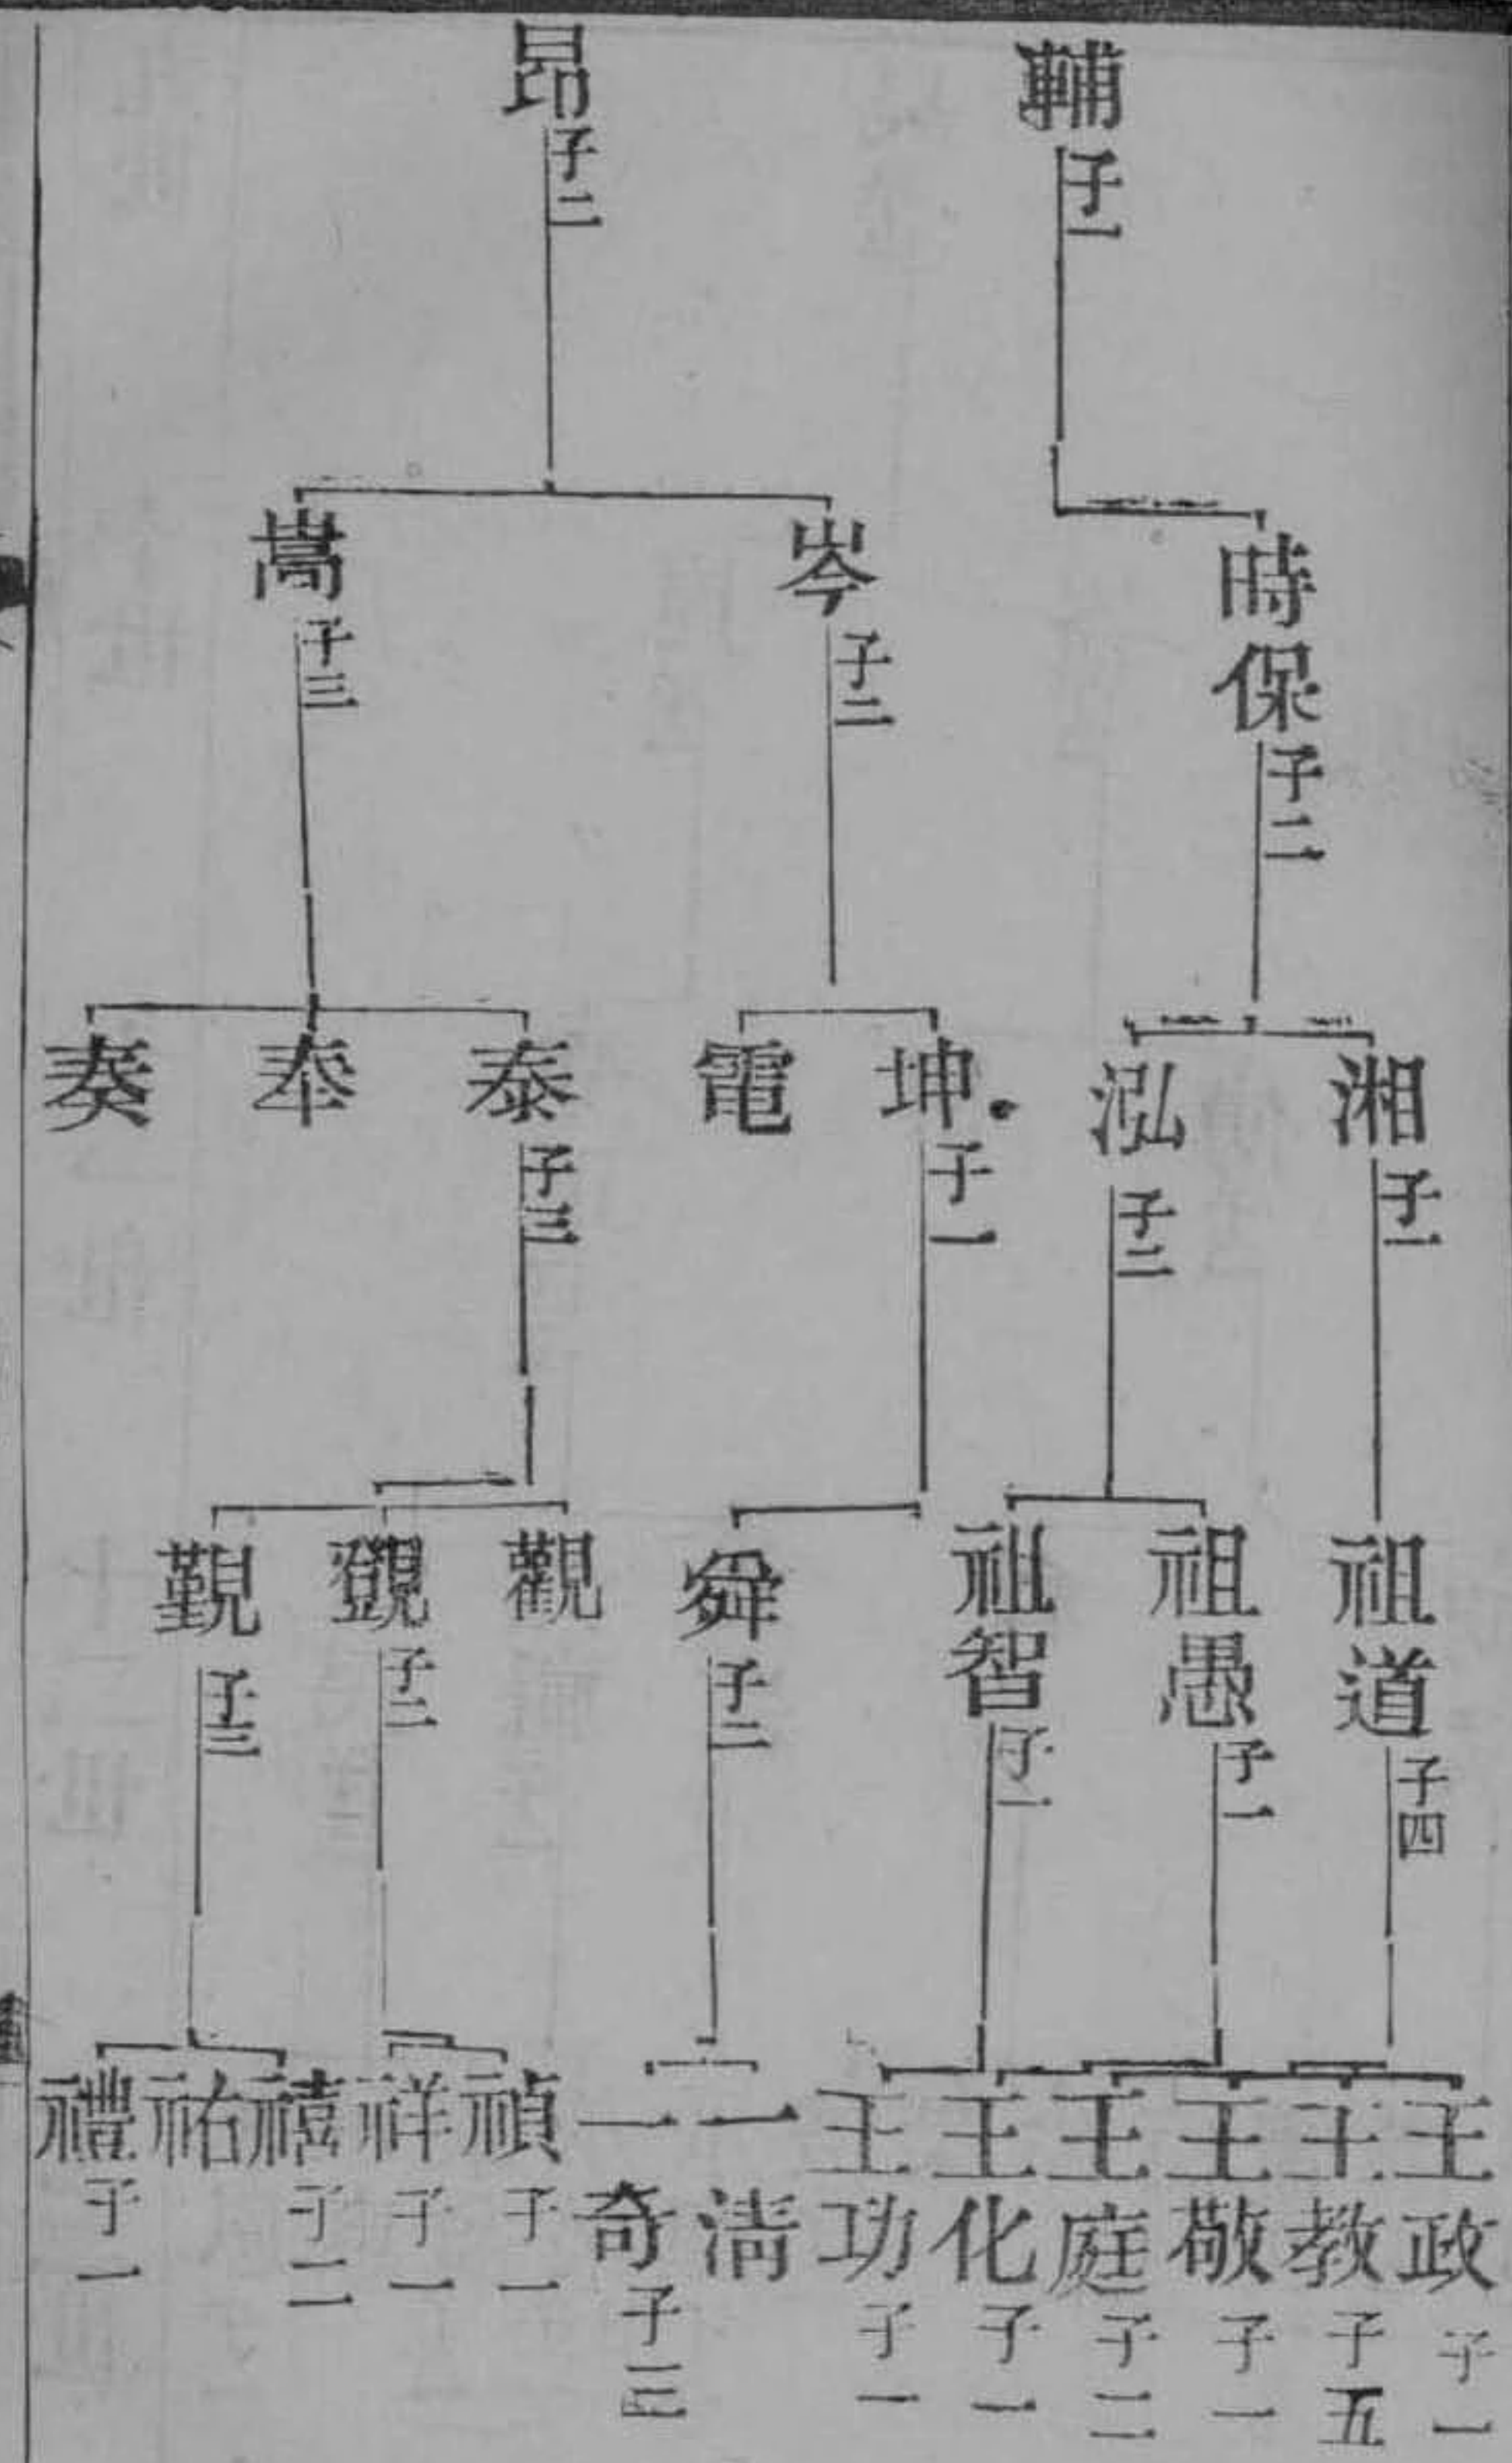 輔 子一
昂 子二
時保 子二
岑 子二
嵩 子三
湘 子一
泓 子二
坤 子一
電
泰 子三
奉
奏
祖道 子四
祖愚 子一
祖智 子一
舜 子二
觀
覴 子二
覲 子三
王政 子一
王教 子五
王敬 子一
王庭 子二
王化 子一
王功 子一
一清
一奇 子三
禎 子一
祥 子一
禧 子二
祐
禮 子一